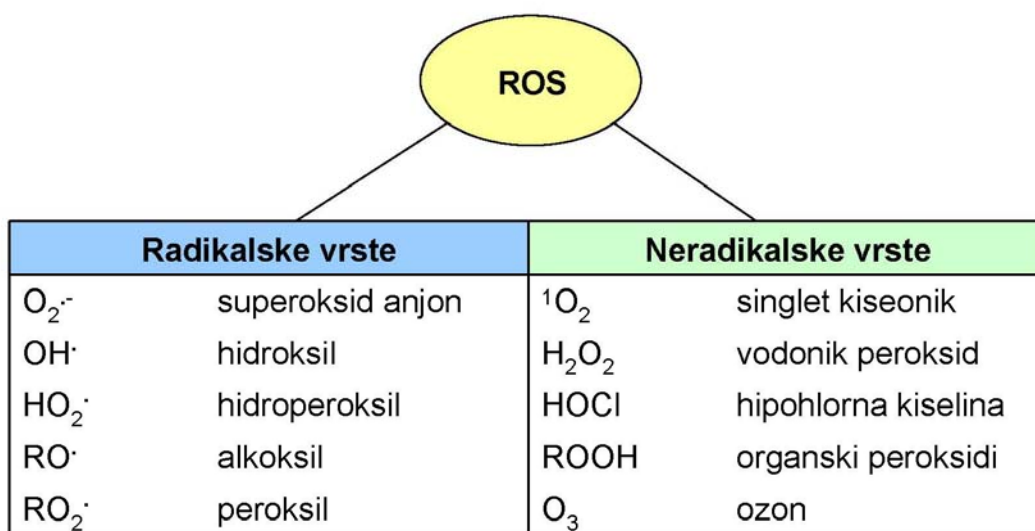 ROS
Radikalske vrste Neradikalske vrste
O₂·⁻ superoksid anjon ¹O₂ singlet kiseonik
OH· hidroksil H₂O₂ vodonik peroksid
HO₂· hidroperoksil HOCl hipohlorna kiselina
RO· alkoksil ROOH organski peroksidi
RO₂· peroksil O₃ ozon